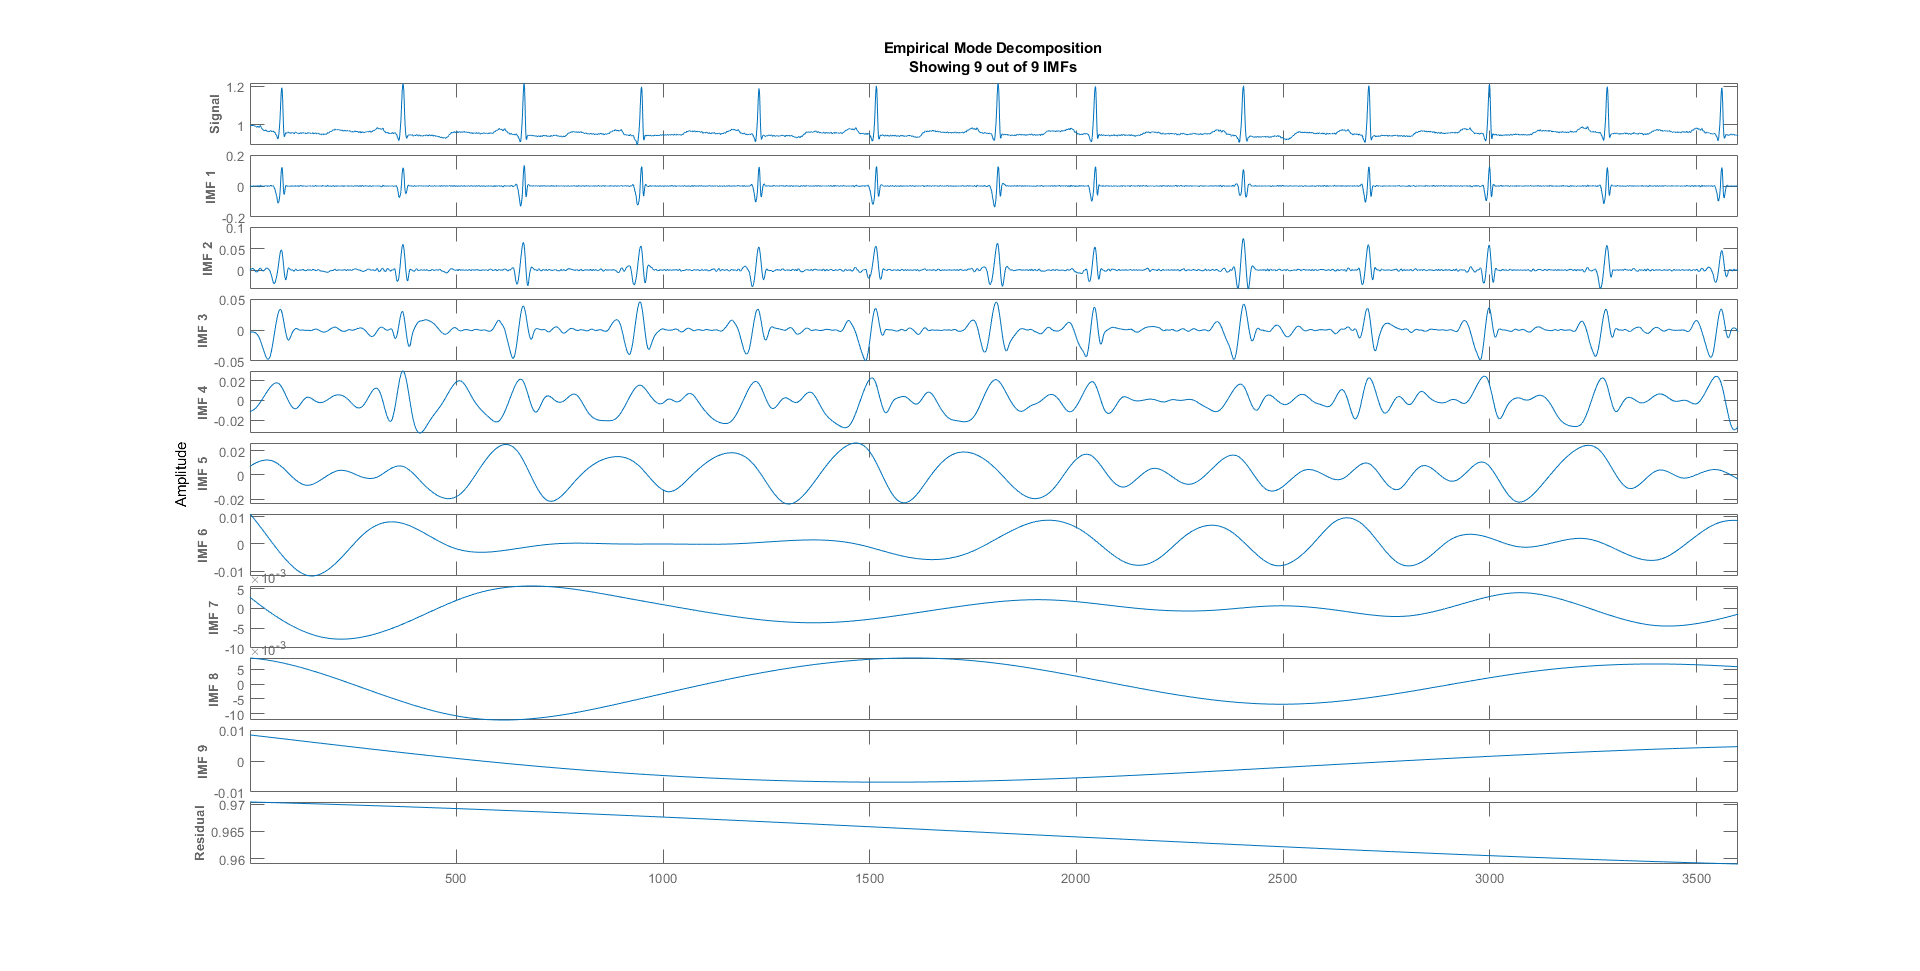 Empirical Mode Decomposition
Showing 9 out of 9 IMFs
Amplitude
Signal
1.2
1
IMF 1
0.2
0
-0.2
IMF 2
0.1
0.05
0
IMF 3
0.05
0
-0.05
IMF 4
0.02
0
-0.02
IMF 5
0.02
0
-0.02
IMF 6
0.01
0
-0.01
×10⁻³
IMF 7
5
0
-5
-10
×10⁻³
IMF 8
5
0
-5
-10
IMF 9
0.01
0
-0.01
Residual
0.97
0.965
0.96
500 1000 1500 2000 2500 3000 3500